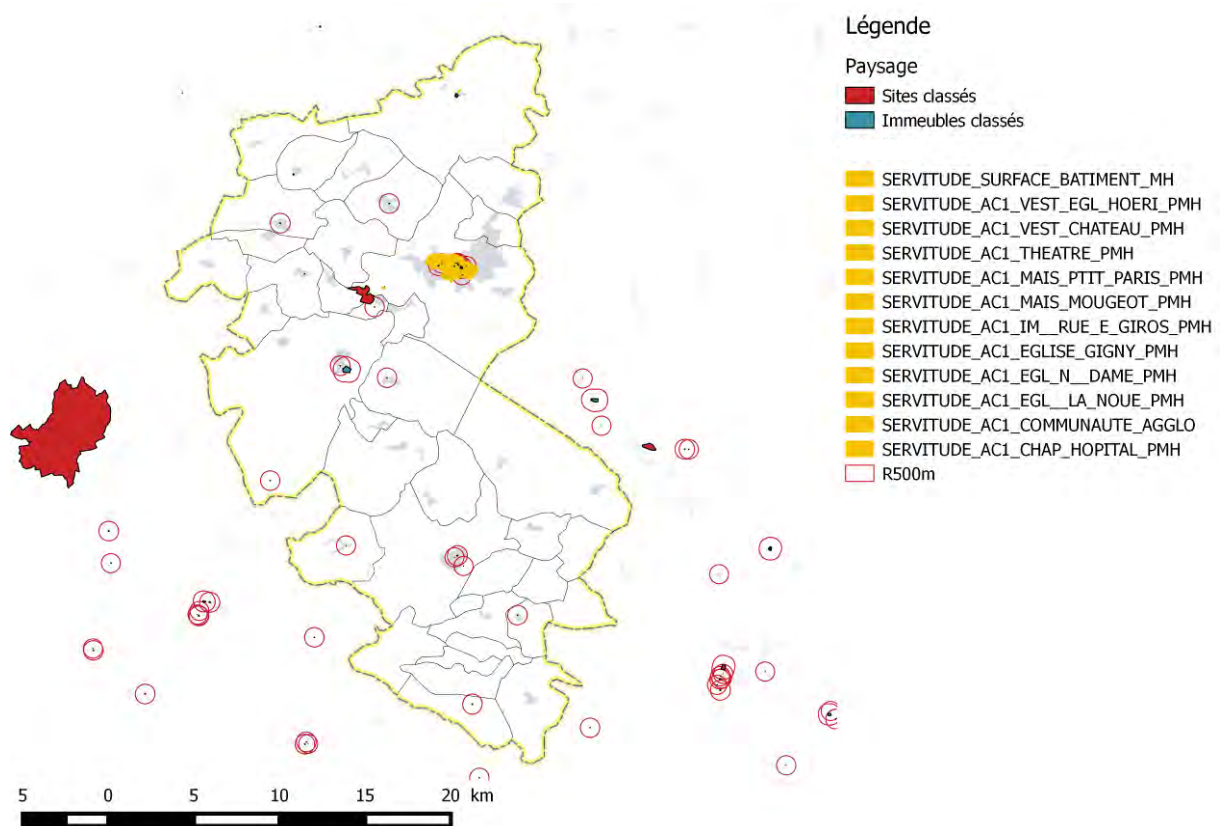 Légende
Paysage
Sites classés
Immeubles classés
SERVITUDE_SURFACE_BATIMENT_MH
SERVITUDE_AC1_VEST_EGL_HOERI_PMH
SERVITUDE_AC1_VEST_CHATEAU_PMH
SERVITUDE_AC1_THEATRE_PMH
SERVITUDE_AC1_MAIS_PTIT_PARIS_PMH
SERVITUDE_AC1_MAIS_MOUGEOT_PMH
SERVITUDE_AC1_IM__RUE_E_GIROS_PMH
SERVITUDE_AC1_EGLISE_GIGNY_PMH
SERVITUDE_AC1_EGL_N__DAME_PMH
SERVITUDE_AC1_EGL__LA_NOUE_PMH
SERVITUDE_AC1_COMMUNAUTE_AGGLO
SERVITUDE_AC1_CHAP_HOPITAL_PMH
R500m
5 0 5 10 15 20 km